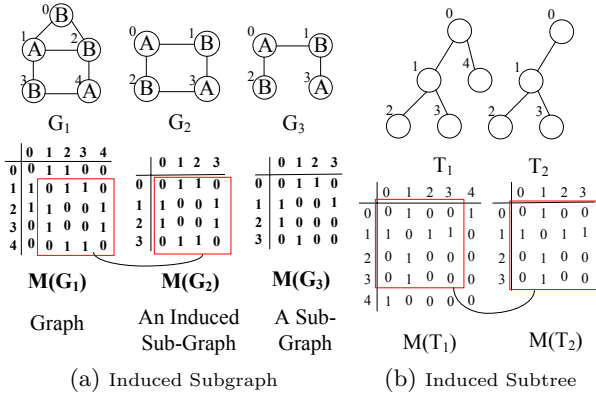 0 B
1 A 2 B
3 B 4 A
G1
0 A 1 B
2 B 3 A
G2
0 A 1 B
2 B 3 A
G3
0
1 4
2 3
T1
0
1
2 3
T2
0 1 2 3 4
0 0 1 1 0 0
1 1 0 1 1 0
2 1 1 0 0 1
3 0 1 0 0 1
4 0 0 1 1 0
M(G1)
Graph
0 1 2 3
0 0 1 1 0
1 1 0 0 1
2 1 0 0 1
3 0 1 1 0
M(G2)
An Induced
Sub-Graph
0 1 2 3
0 0 1 1 0
1 1 0 0 1
2 1 0 0 0
3 0 1 0 0
M(G3)
A Sub-
Graph
0 1 2 3 4
0 0 1 0 0 1
1 1 0 1 1 0
2 0 1 0 0 0
3 0 1 0 0 0
4 1 0 0 0 0
M(T1)
0 1 2 3
0 0 1 0 0
1 1 0 1 1
2 0 1 0 0
3 0 1 0 0
M(T2)
(a) Induced Subgraph
(b) Induced Subtree